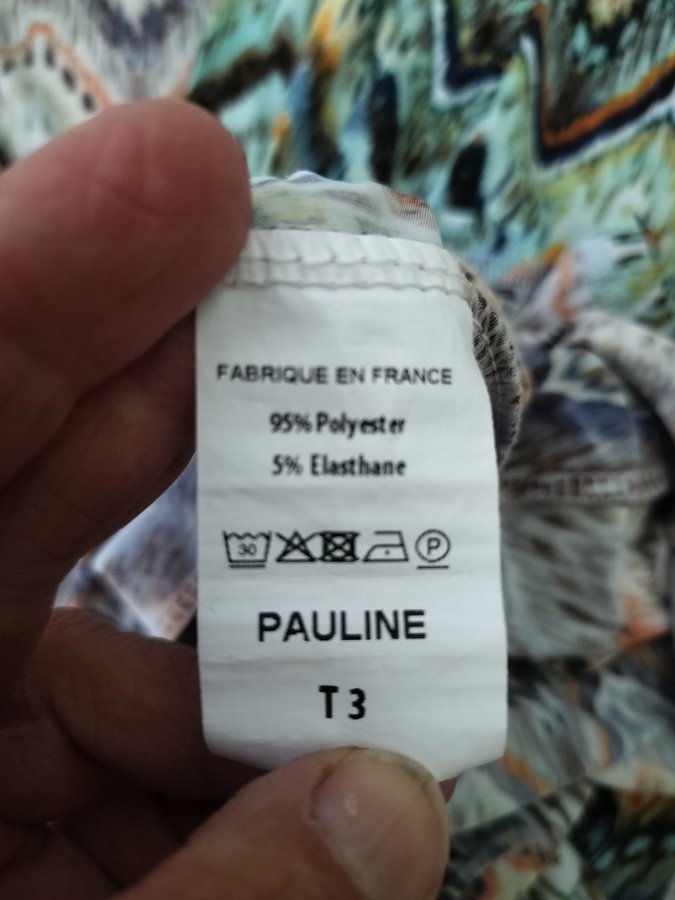 FABRIQUE EN FRANCE
95% Polyester
5% Elasthane
30 P
PAULINE
T 3